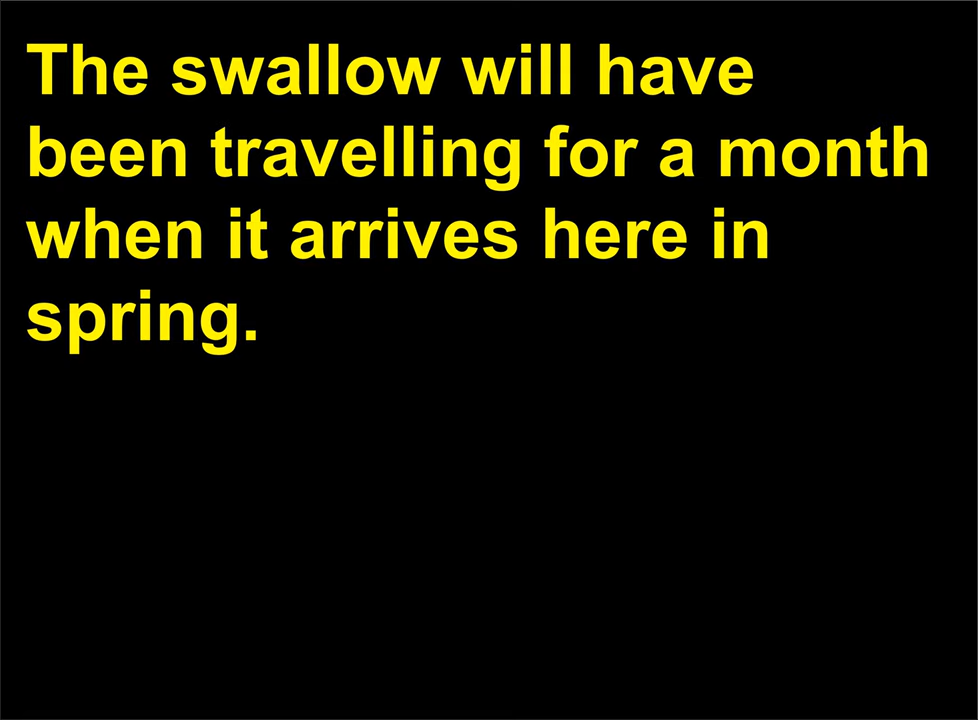 The swallow will have
been travelling for a month
when it arrives here in
spring.